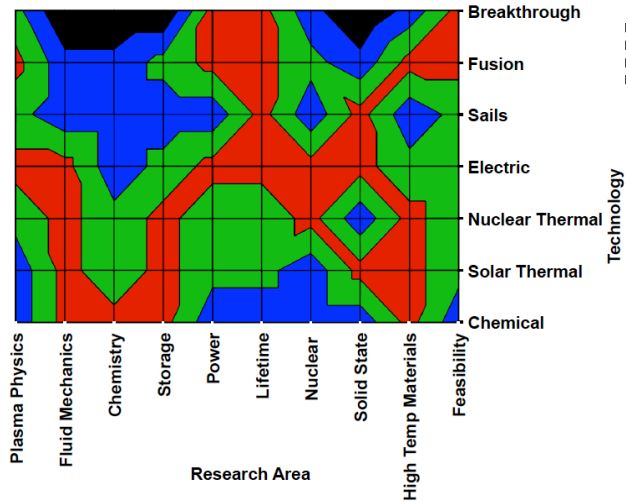 Breakthrough
Fusion
Sails
Electric
Nuclear Thermal
Solar Thermal
Chemical
Technology
Plasma Physics
Fluid Mechanics
Chemistry
Storage
Power
Lifetime
Nuclear
Solid State
High Temp Materials
Feasibility
Research Area